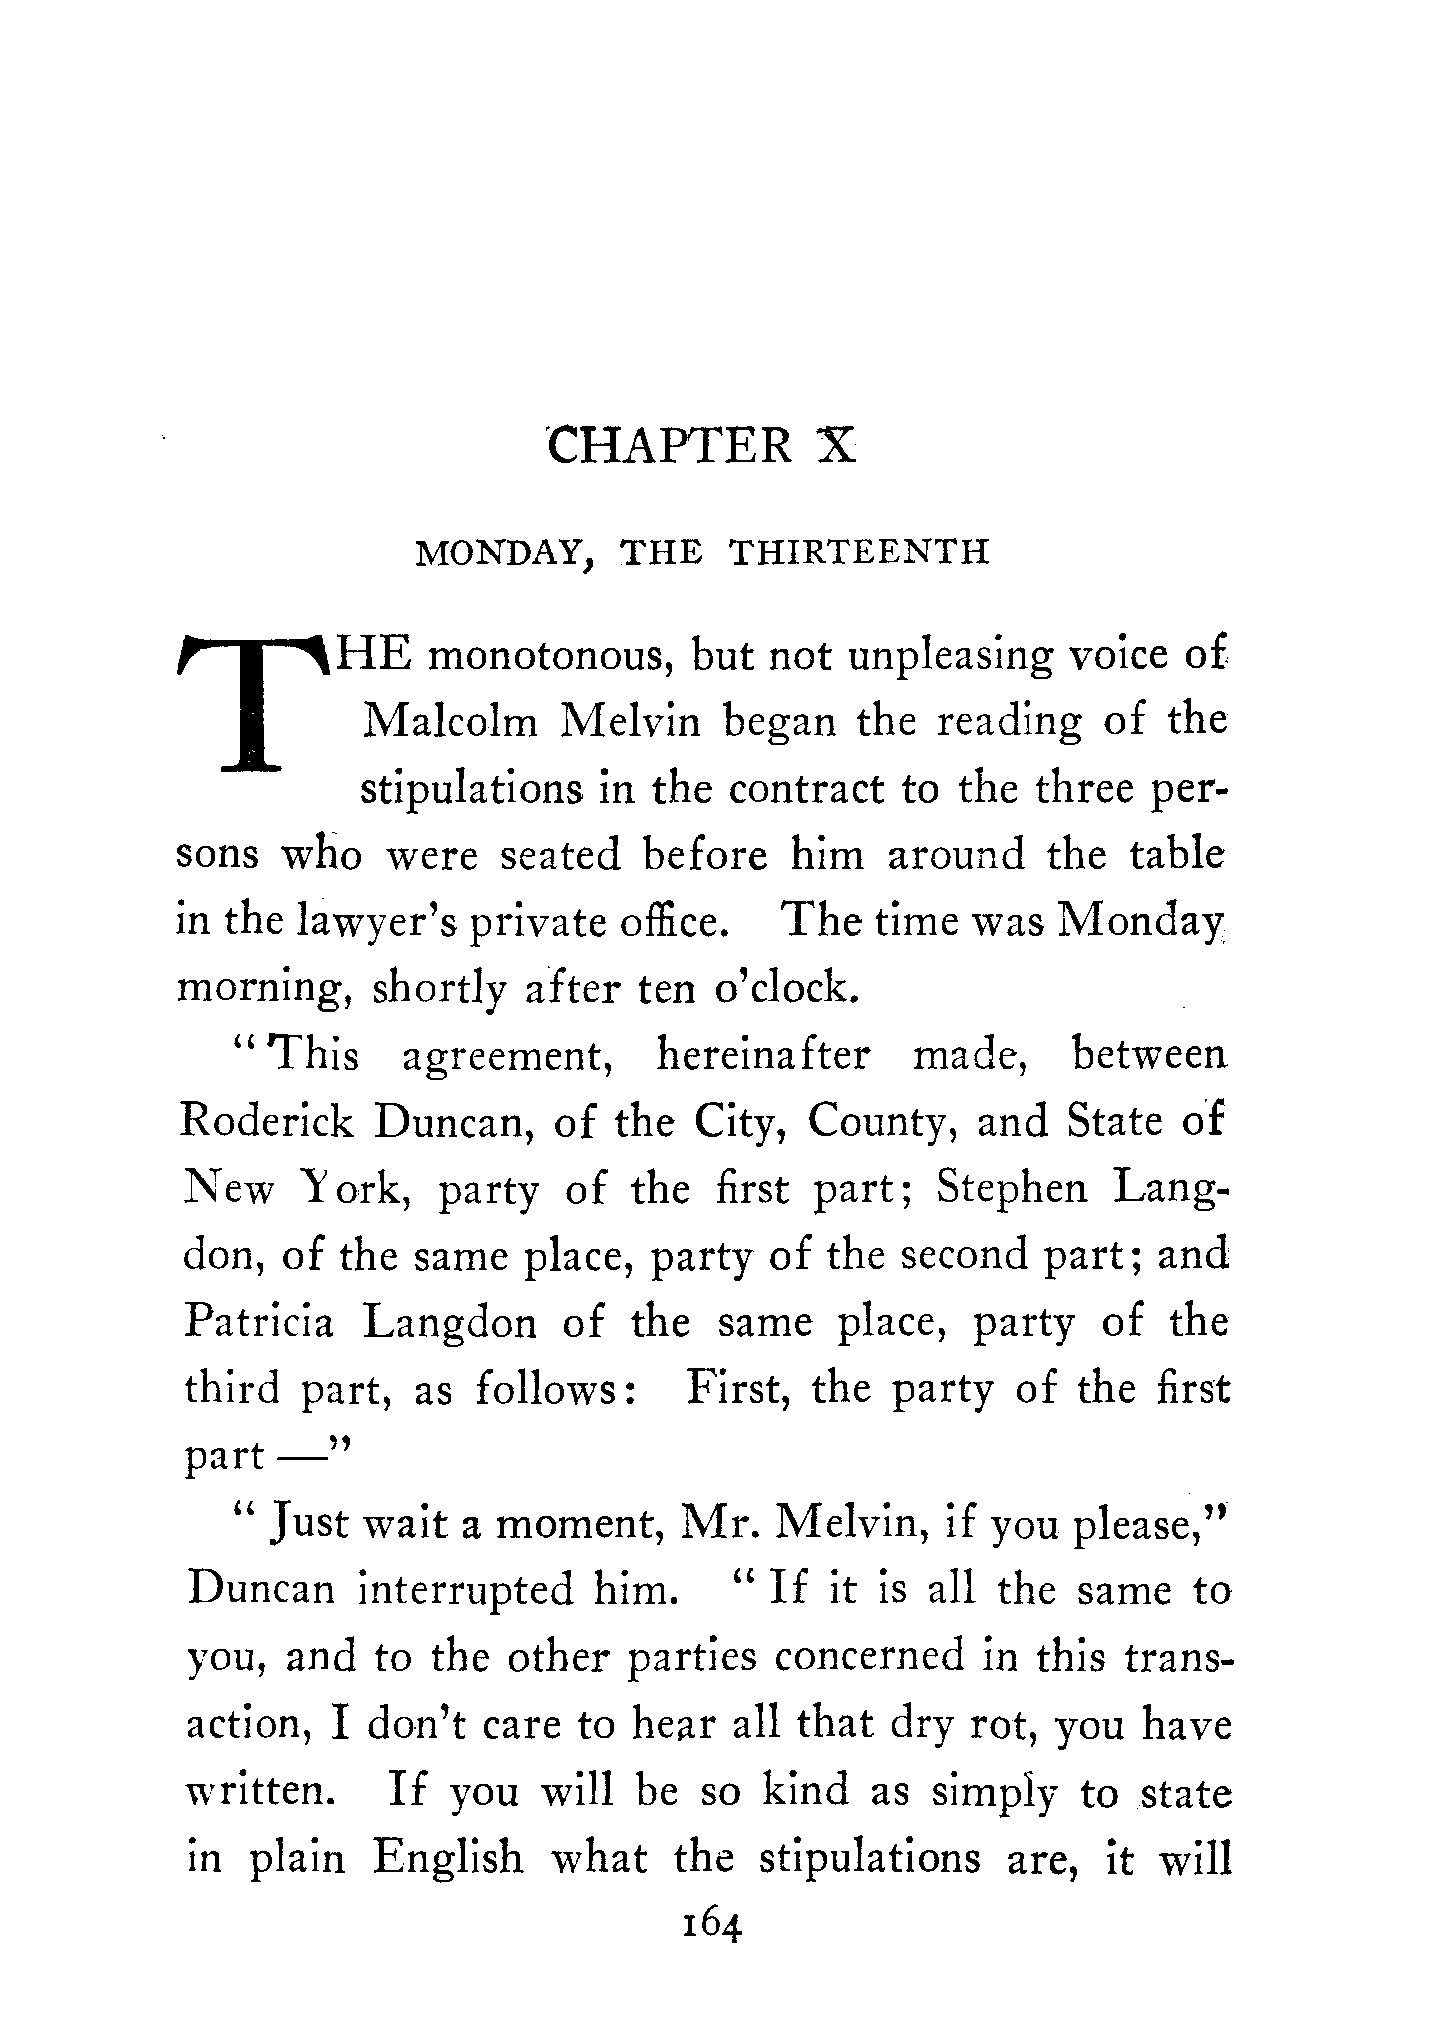 CHAPTER X
MONDAY, THE THIRTEENTH
THE monotonous, but not unpleasing voice of
Malcolm Melvin began the reading of the
stipulations in the contract to the three per-
sons who were seated before him around the table
in the lawyer's private office. The time was Monday
morning, shortly after ten o'clock.
"This agreement, hereinafter made, between
Roderick Duncan, of the City, County, and State of
New York, party of the first part; Stephen Lang-
don, of the same place, party of the second part; and
Patricia Langdon of the same place, party of the
third part, as follows: First, the party of the first
part —"
"Just wait a moment, Mr. Melvin, if you please,"
Duncan interrupted him. "If it is all the same to
you, and to the other parties concerned in this trans-
action, I don't care to hear all that dry rot, you have
written. If you will be so kind as simply to state
in plain English what the stipulations are, it will
164